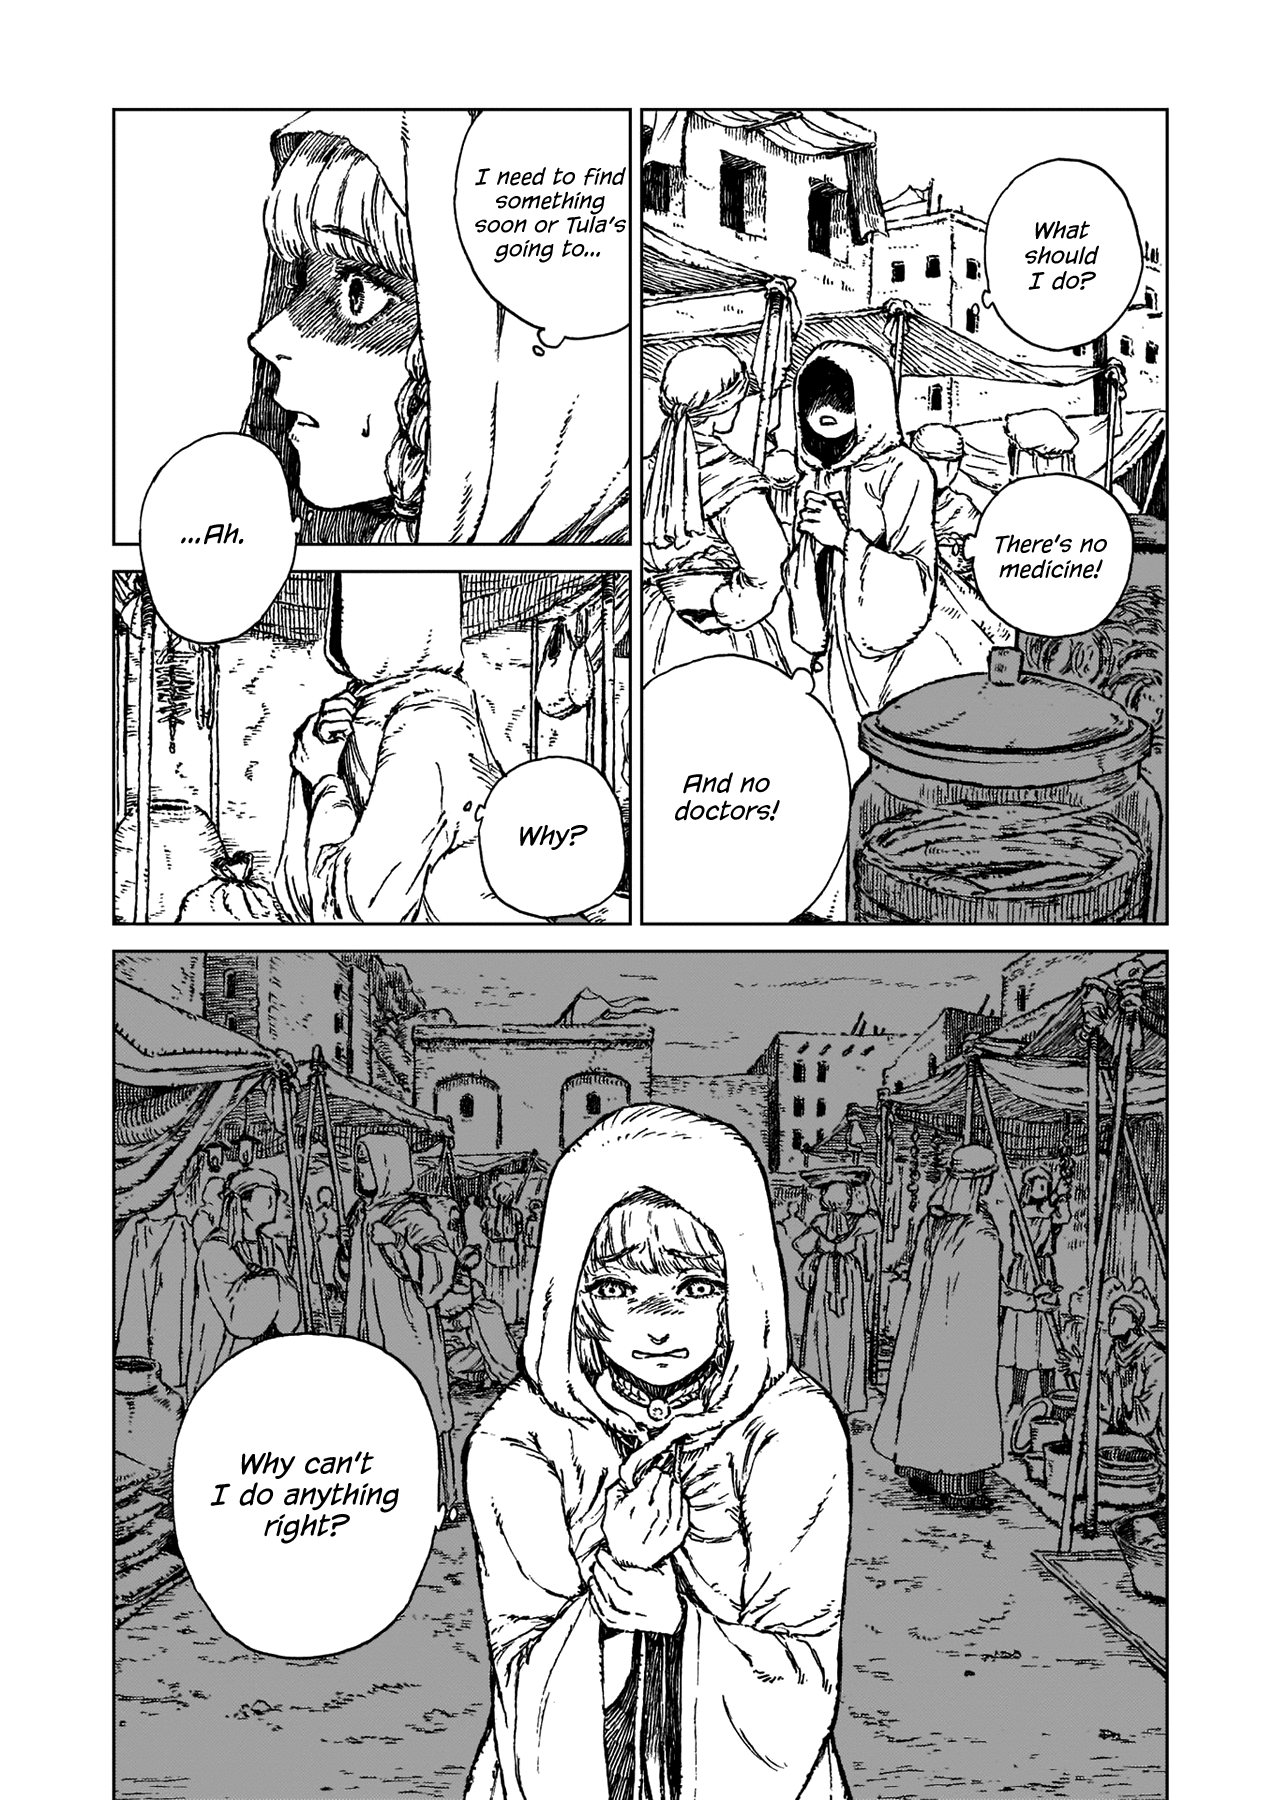 What
should
I do?
There's no
medicine!
And no
doctors!
I need to find
something
soon or Tula's
going to...
...Ah.
Why?
Why can't
I do anything
right?